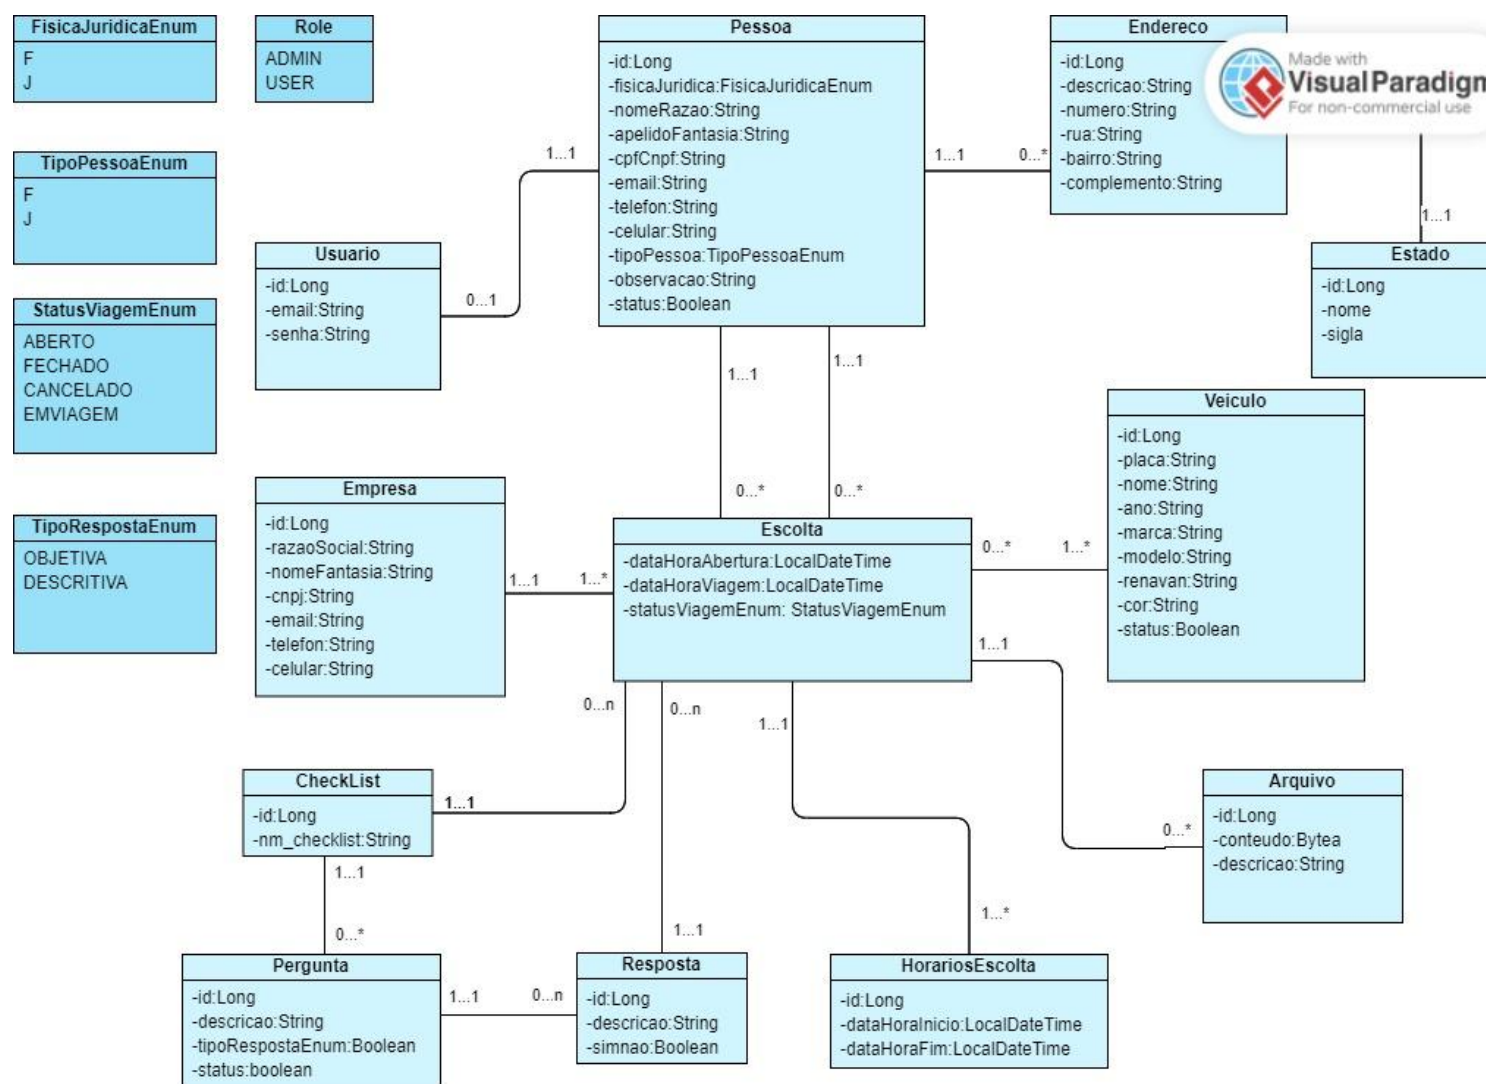 FisicaJuridicaEnum
F
J
Role
ADMIN
USER
Pessoa
-id:Long
-fisicaJuridica:FisicaJuridicaEnum
-nomeRazao:String
-apelidoFantasia:String
-cpfCnpf:String
-email:String
-telefon:String
-celular:String
-tipoPessoa:TipoPessoaEnum
-observacao:String
-status:Boolean
Endereco
-id:Long
-descricao:String
-numero:String
-rua:String
-bairro:String
-complemento:String
Made with
Visual Paradigm
For non-commercial use
1...1
1...1
0...*
TipoPessoaEnum
F
J
1...1
Usuario
-id:Long
-email:String
-senha:String
0...1
Estado
-id:Long
-nome
-sigla
StatusViagemEnum
ABERTO
FECHADO
CANCELADO
EMVIAGEM
1...1
1...1
0...*
0...*
Veiculo
-id:Long
-placa:String
-nome:String
-ano:String
-marca:String
-modelo:String
-renavan:String
-cor:String
-status:Boolean
Empresa
-id:Long
-razaoSocial:String
-nomeFantasia:String
-cnpj:String
-email:String
-telefon:String
-celular:String
TipoRespostaEnum
OBJETIVA
DESCRITIVA
1...1
1...*
Escolta
-dataHoraAbertura:LocalDateTime
-dataHoraViagem:LocalDateTime
-statusViagemEnum: StatusViagemEnum
0...*
1...*
1...1
0...n
0...n
1...1
CheckList
-id:Long
-nm_checklist:String
1...1
Arquivo
-id:Long
-conteudo:Bytea
-descricao:String
0...*
1...1
0...*
1...1
1...*
Pergunta
-id:Long
-descricao:String
-tipoRespostaEnum:Boolean
-status:boolean
1...1
0...n
Resposta
-id:Long
-descricao:String
-simnao:Boolean
HorariosEscolta
-id:Long
-dataHoraInicio:LocalDateTime
-dataHoraFim:LocalDateTime